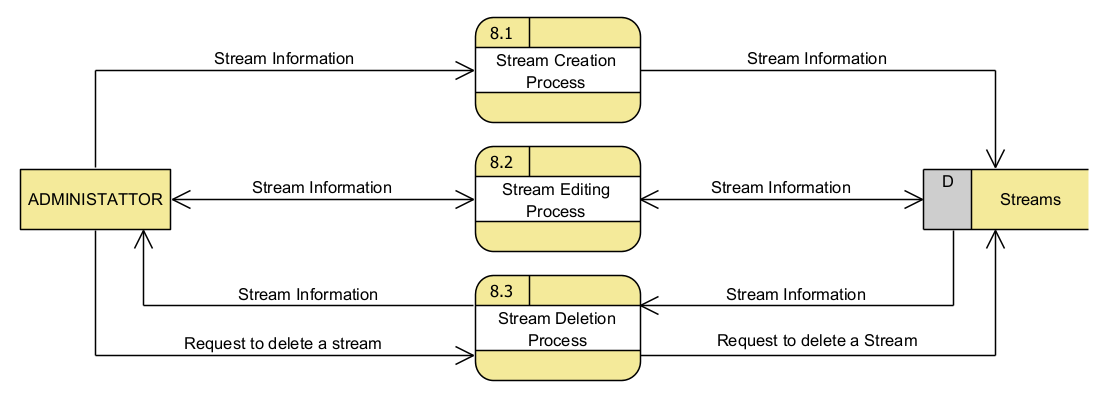 8.1
Stream Information
Stream Creation
Process
Stream Information
8.2
ADMINISTATTOR
Stream Information
Stream Editing
Process
Stream Information
D
Streams
8.3
Stream Information
Stream Deletion
Process
Stream Information
Request to delete a stream
Request to delete a Stream